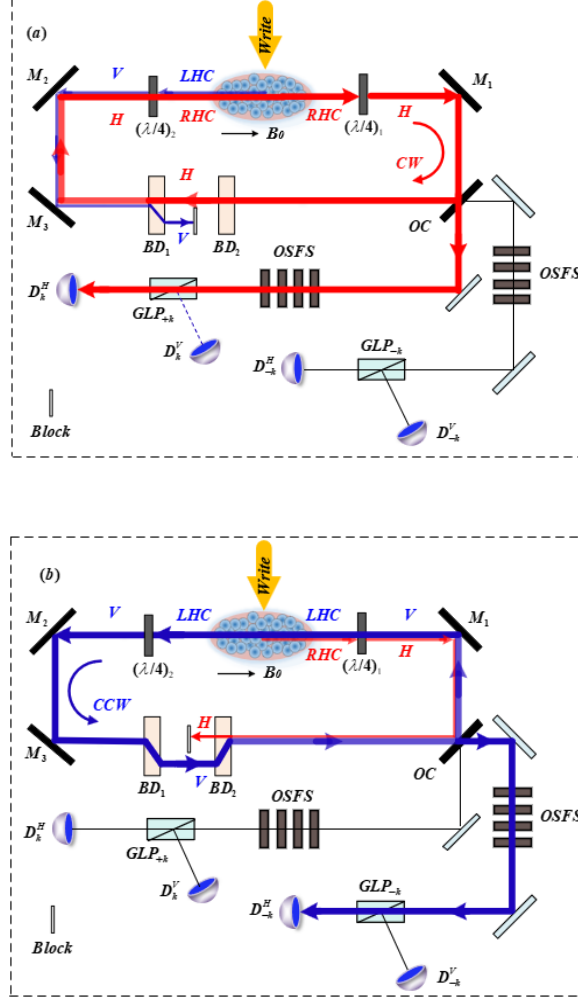 (a)
Write
M₂
V
LHC
M₁
H
RHC
RHC
(λ/4)₂
B₀
(λ/4)₁
H
CW
H
M₃
BD₁
V
BD₂
OC
OSFS
OSFS
D_k^H
GLP₊ₖ
D_k^V
GLP₋ₖ
D_{-k}^H
D_{-k}^V
Block
(b)
Write
M₂
V
LHC
LHC
V
M₁
RHC
H
(λ/4)₂
B₀
(λ/4)₁
CCW
H
M₃
BD₁
V
BD₂
OC
OSFS
OSFS
D_k^H
GLP₊ₖ
D_k^V
GLP₋ₖ
D_{-k}^H
D_{-k}^V
Block